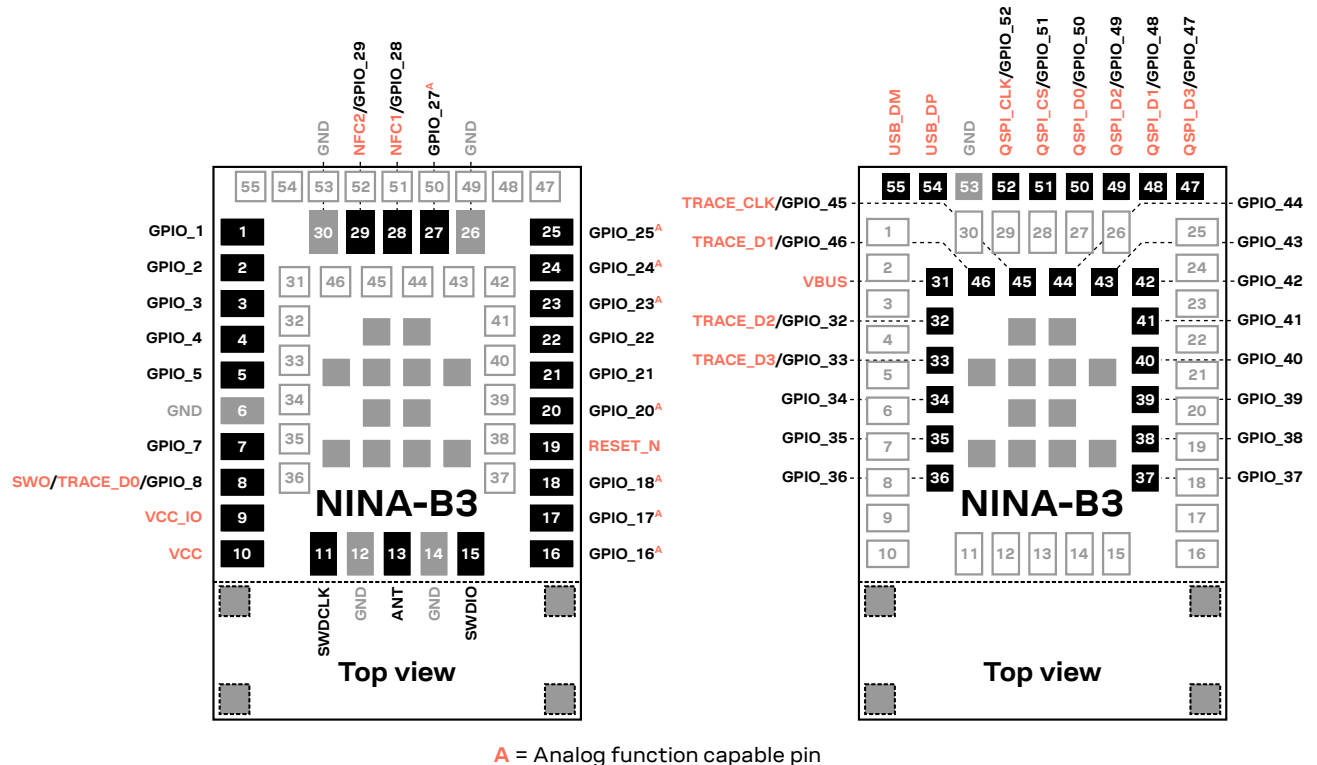 GND
NFC2/GPIO_29
NFC1/GPIO_28
GPIO_27A
GND
55 54 53 52 51 50 49 48 47
30 29 28 27 26
GPIO_1 1
GPIO_2 2
GPIO_3 3
GPIO_4 4
GPIO_5 5
GND 6
GPIO_7 7
SWO/TRACE_D0/GPIO_8 8
VCC_IO 9
VCC 10
31 46 45 44 43 42
32 41
33 40
34 39
35 38
36 37
25 GPIO_25A
24 GPIO_24A
23 GPIO_23A
22 GPIO_22
21 GPIO_21
20 GPIO_20A
19 RESET_N
18 GPIO_18A
17 GPIO_17A
16 GPIO_16A
NINA-B3
11 12 13 14 15
SWDCLK
GND
ANT
GND
SWDIO
Top view
USB_DM
USB_DP
GND
QSPI_CLK/GPIO_52
QSPI_CS/GPIO_51
QSPI_D0/GPIO_50
QSPI_D2/GPIO_49
QSPI_D1/GPIO_48
QSPI_D3/GPIO_47
55 54 53 52 51 50 49 48 47
TRACE_CLK/GPIO_45
TRACE_D1/GPIO_46
VBUS
TRACE_D2/GPIO_32
TRACE_D3/GPIO_33
GPIO_34
GPIO_35
GPIO_36
1 30 29 28 27 26 25
2 24
31 46 45 44 43 42
3 23
32 41
4 22
33 40
5 21
34 39
6 20
35 38
7 19
36 37
8 18
9 17
10 16
GPIO_44
GPIO_43
GPIO_42
GPIO_41
GPIO_40
GPIO_39
GPIO_38
GPIO_37
NINA-B3
11 12 13 14 15
Top view
A = Analog function capable pin